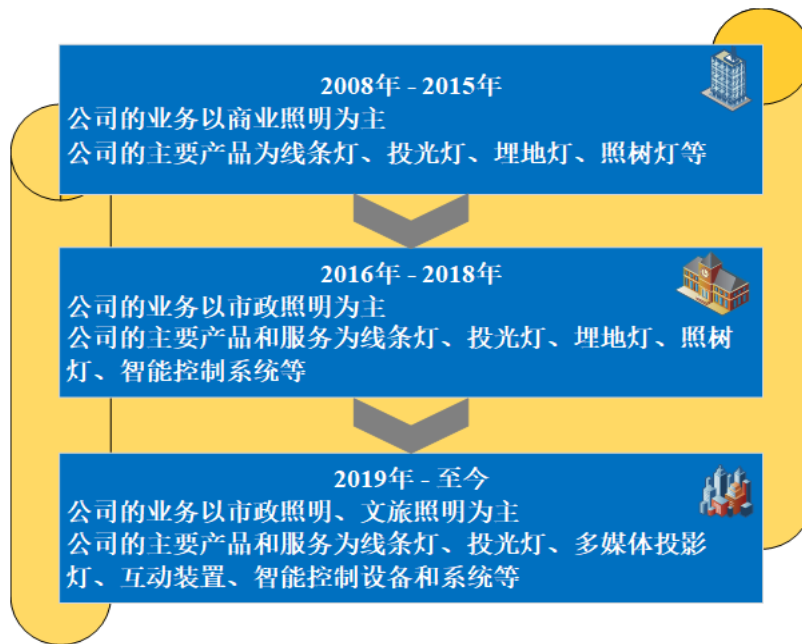 2008年 - 2015年
公司的业务以商业照明为主
公司的主要产品为线条灯、投光灯、埋地灯、照树灯等
2016年 - 2018年
公司的业务以市政照明为主
公司的主要产品和服务为线条灯、投光灯、埋地灯、照树
灯、智能控制系统等
2019年 - 至今
公司的业务以市政照明、文旅照明为主
公司的主要产品和服务为线条灯、投光灯、多媒体投影
灯、互动装置、智能控制设备和系统等